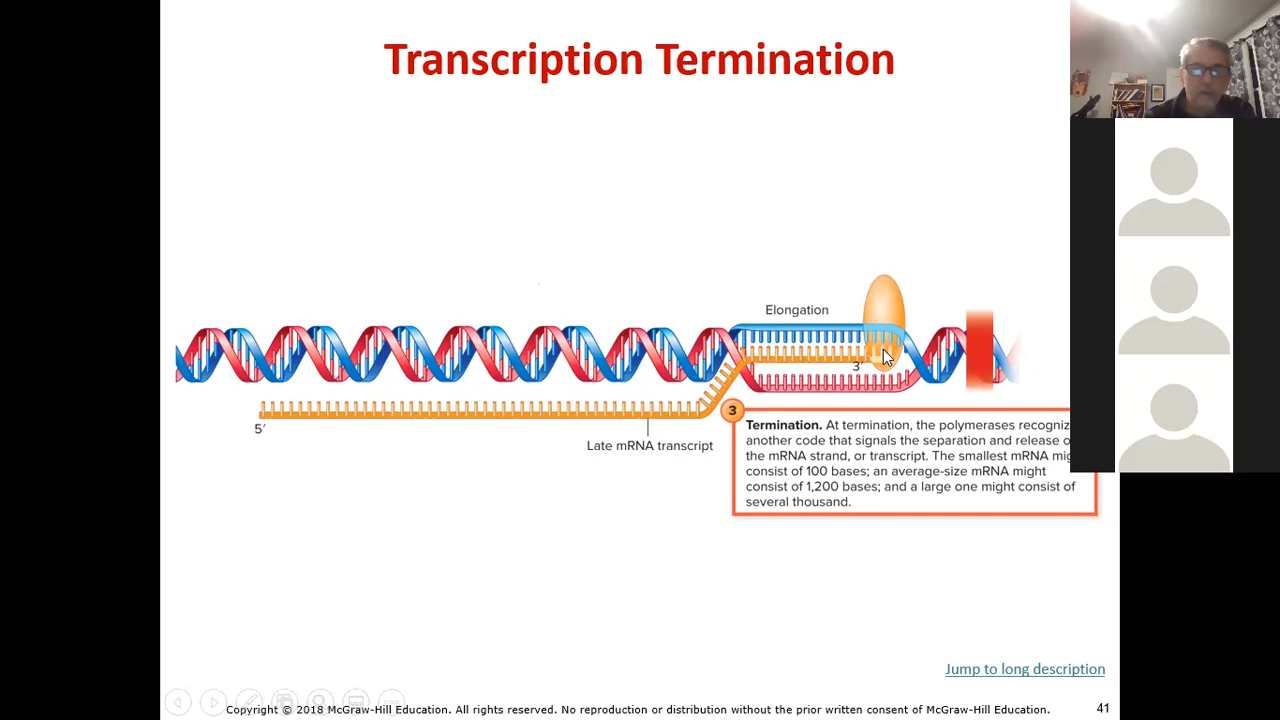 Transcription Termination
Elongation
3′
5′
Late mRNA transcript
3
Termination. At termination, the polymerases
another code that signals the separation and release
the mRNA strand, or transcript. The smallest mRNA
consist of 100 bases; an average-size mRNA might
consist of 1,200 bases; and a large one might consist of
several thousand.
Jump to long description
Copyright © 2018 McGraw-Hill Education. All rights reserved. No reproduction or distribution without the prior written consent of McGraw-Hill Education.
41